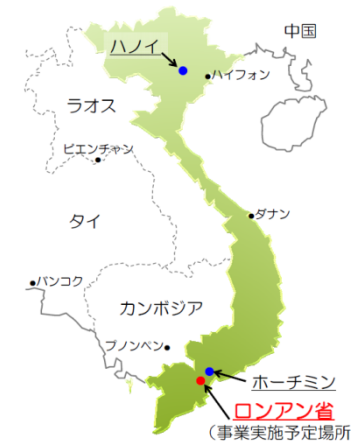 中国
ハノイ
ハイフォン
ラオス
ビエンチャン
ダナン
タイ
バンコク
カンボジア
プノンペン
ホーチミン
ロンアン省
（事業実施予定場所